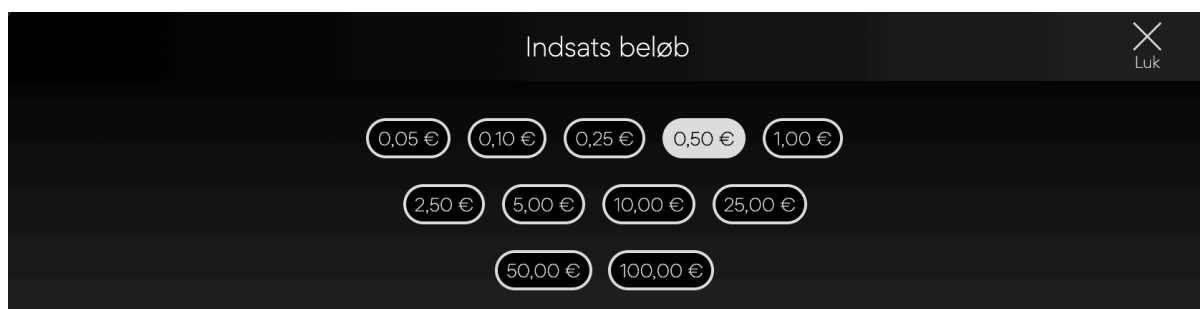 Indsats beløb
Luk
0,05 € 0,10 € 0,25 € 0,50 € 1,00 €
2,50 € 5,00 € 10,00 € 25,00 €
50,00 € 100,00 €